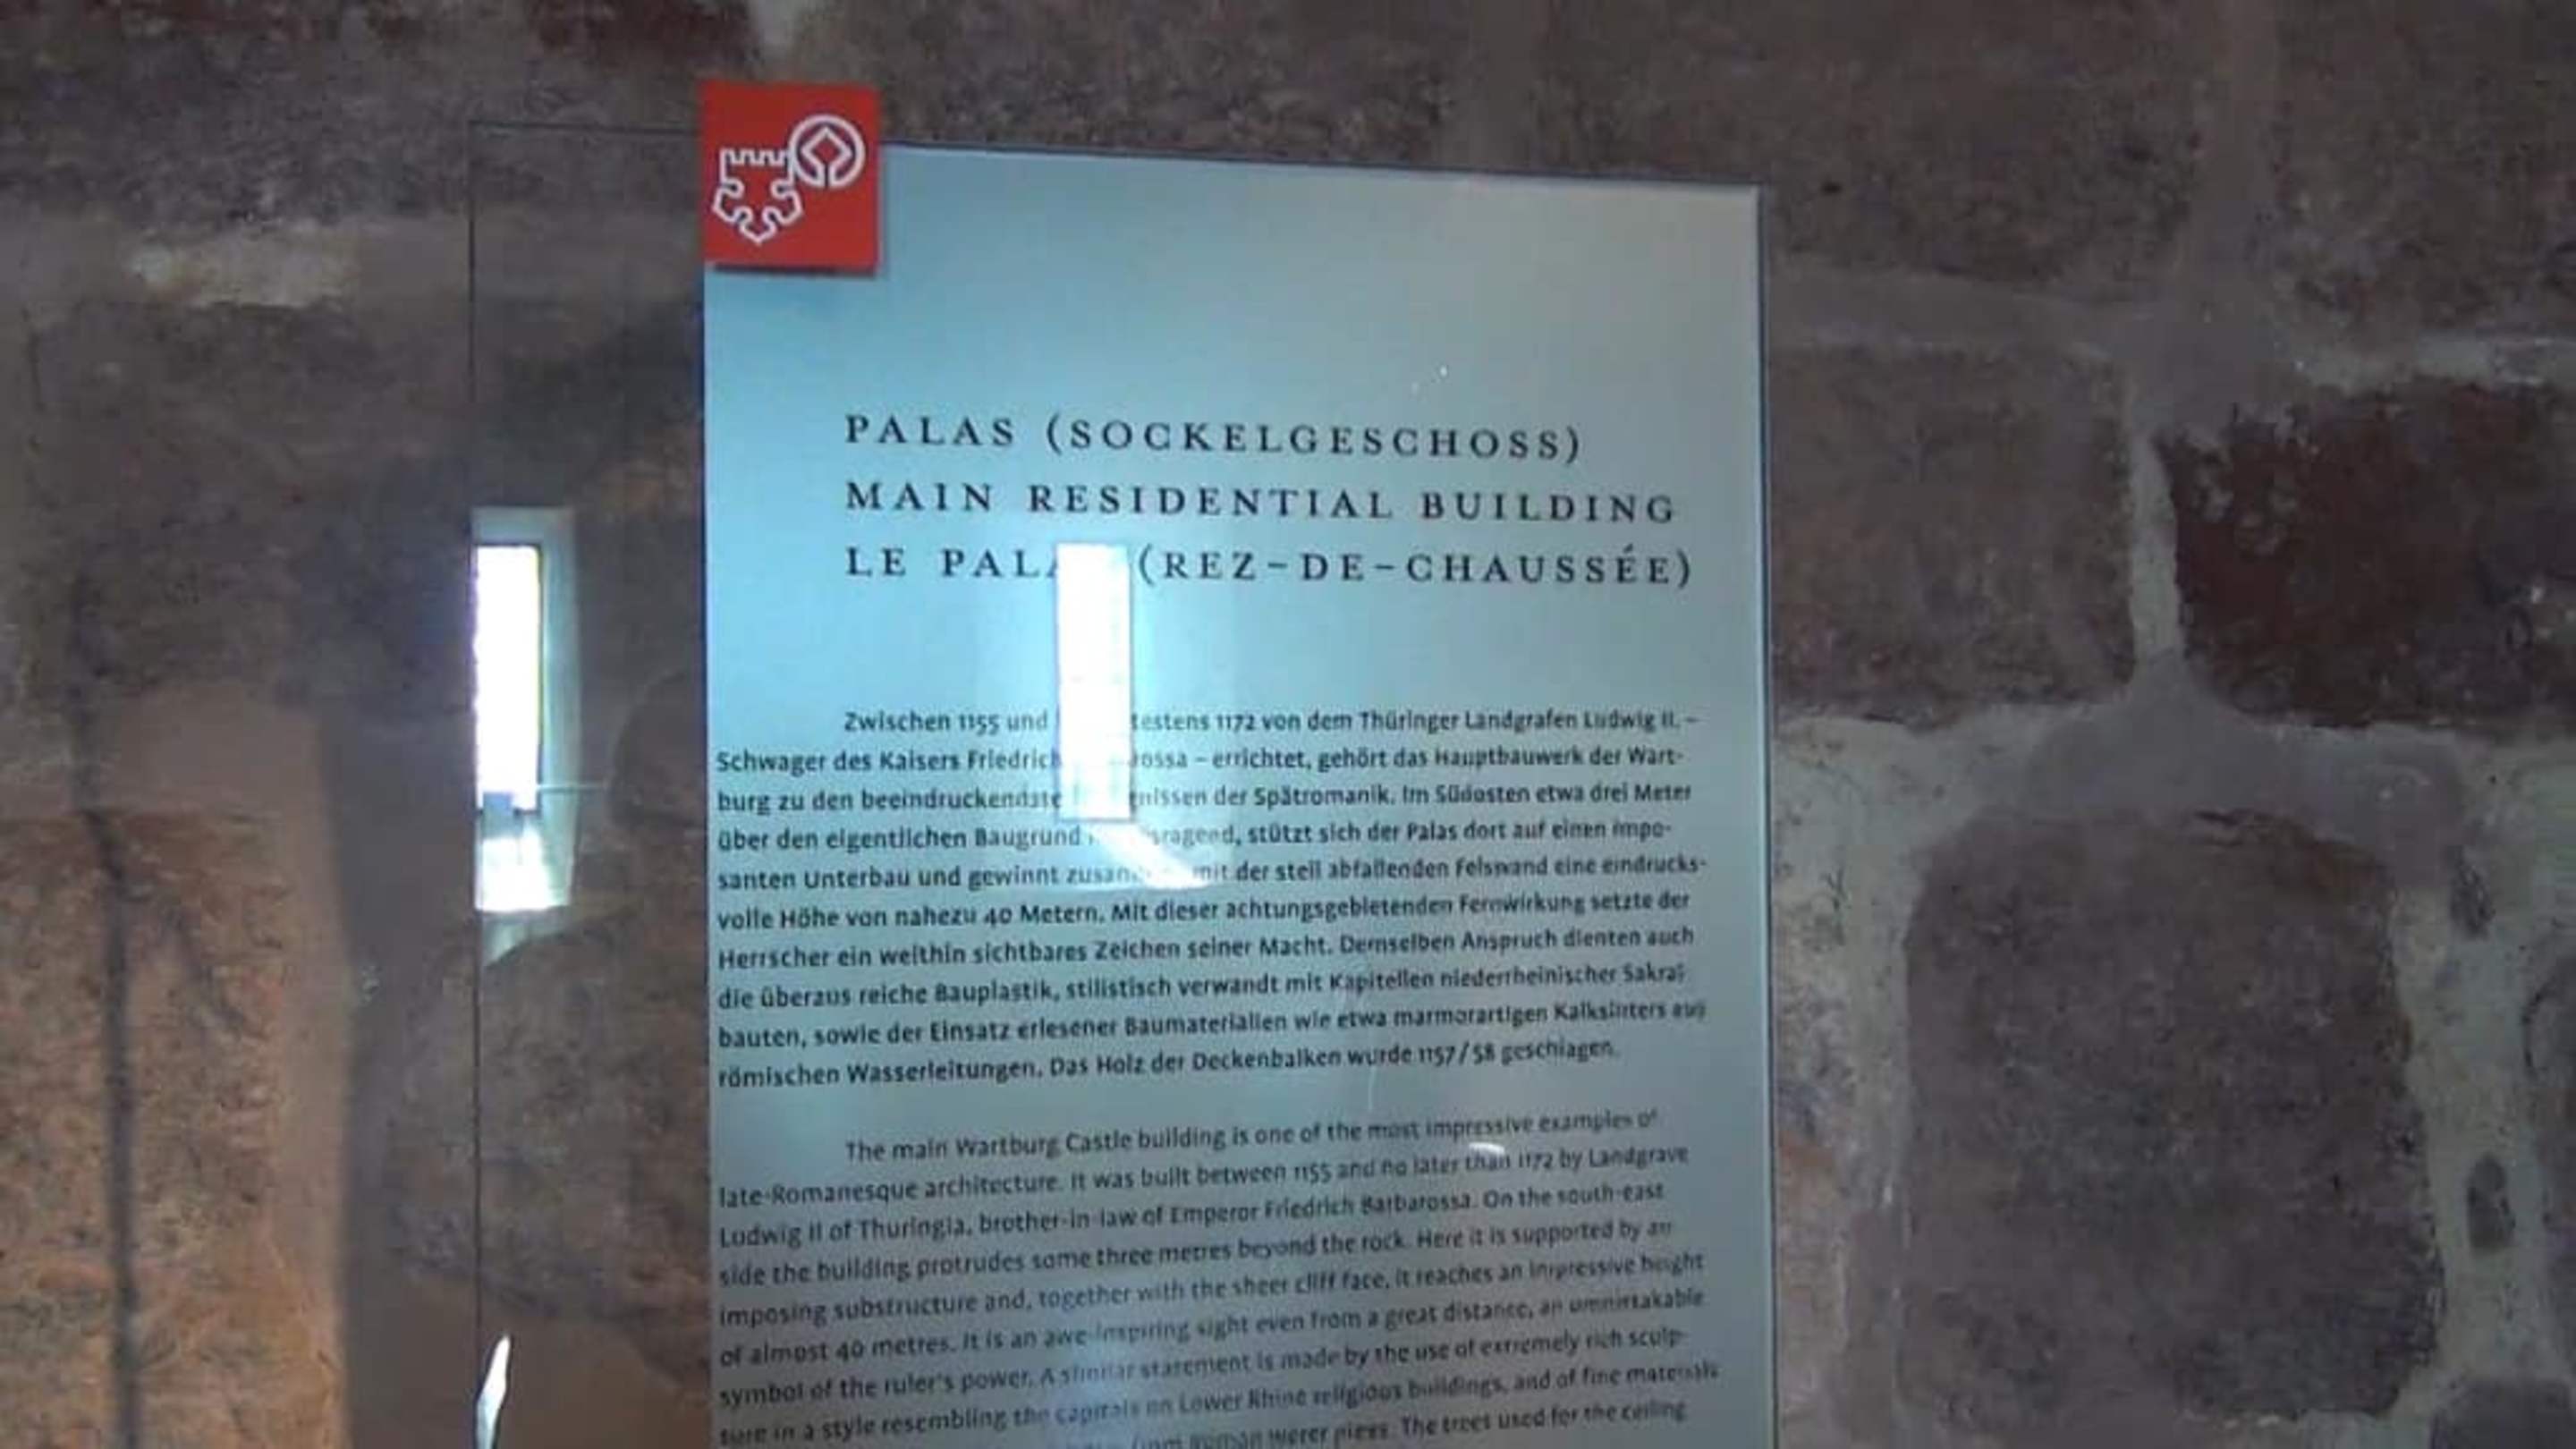 PALAS (SOCKELGESCHOSS)
MAIN RESIDENTIAL BUILDING
LE (REZ-DE-CHAUSSÉE)
Zwischen 1155 und 1172 von dem Thüringer Landgrafen Ludwig II. –
Schwager des Kaisers Friedrich – errichtet, gehört das Hauptbauwerk der Wart-
burg zu den der Spätromanik. Im Südosten etwa drei Meter
über den eigentlichen Baugrund stützt sich der Palas dort auf einen impo-
santen Unterbau und gewinnt mit der steil abfallenden Felswand eine eindrucks-
volle Höhe von nahezu 40 Metern. Mit dieser achtungsgebietenden Fernwirkung setzte der
Herrscher ein weithin sichtbares Zeichen seiner Macht. Demselben Anspruch dienten auch
die überaus reiche Bauplastik, stilistisch verwandt mit Kapitellen niederrheinischer Sakral-
bauten, sowie der Einsatz erlesener Baumaterialien wie etwa marmorartigen Kalksinters aus
römischen Wasserleitungen. Das Holz der Deckenbalken wurde 1157/58 geschlagen.
The main Wartburg Castle building is one of the most impressive examples of
late-Romanesque architecture. It was built between 1155 and no later than 1172 by Landgrave
Ludwig II of Thuringia, brother-in-law of Emperor Friedrich Barbarossa. On the south-east
side the building protrudes some three metres beyond the rock. Here it is supported by an
imposing substructure and, together with the sheer cliff face, it reaches an impressive height
of almost 40 metres. It is an awe-inspiring sight even from a great distance, an unmistakable
symbol of the ruler's power. A similar statement is made by the use of extremely rich sculp-
ture in a style resembling the capitals on Lower Rhine religious buildings, and of fine materials
from Roman The trees used for the ceiling